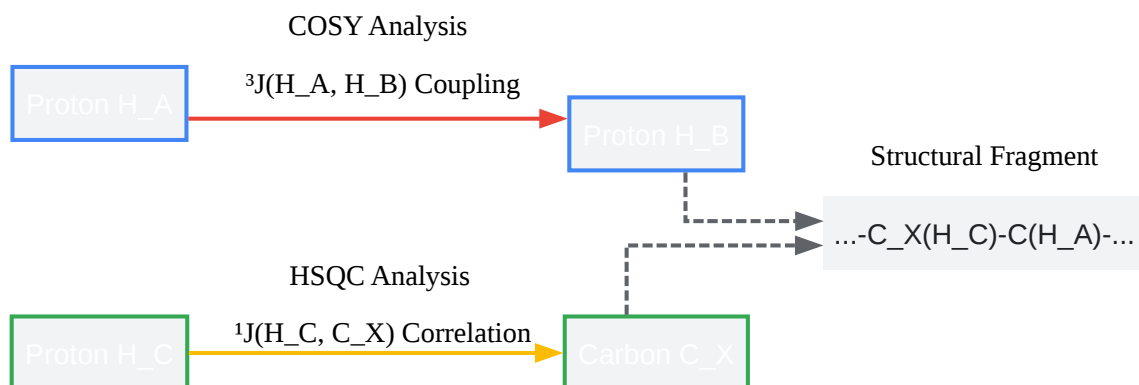 COSY Analysis
³J(H_A, H_B) Coupling
Proton H_A
Proton H_B
Structural Fragment
...-C_X(H_C)-C(H_A)-...
HSQC Analysis
¹J(H_C, C_X) Correlation
Proton H_C
Carbon C_X